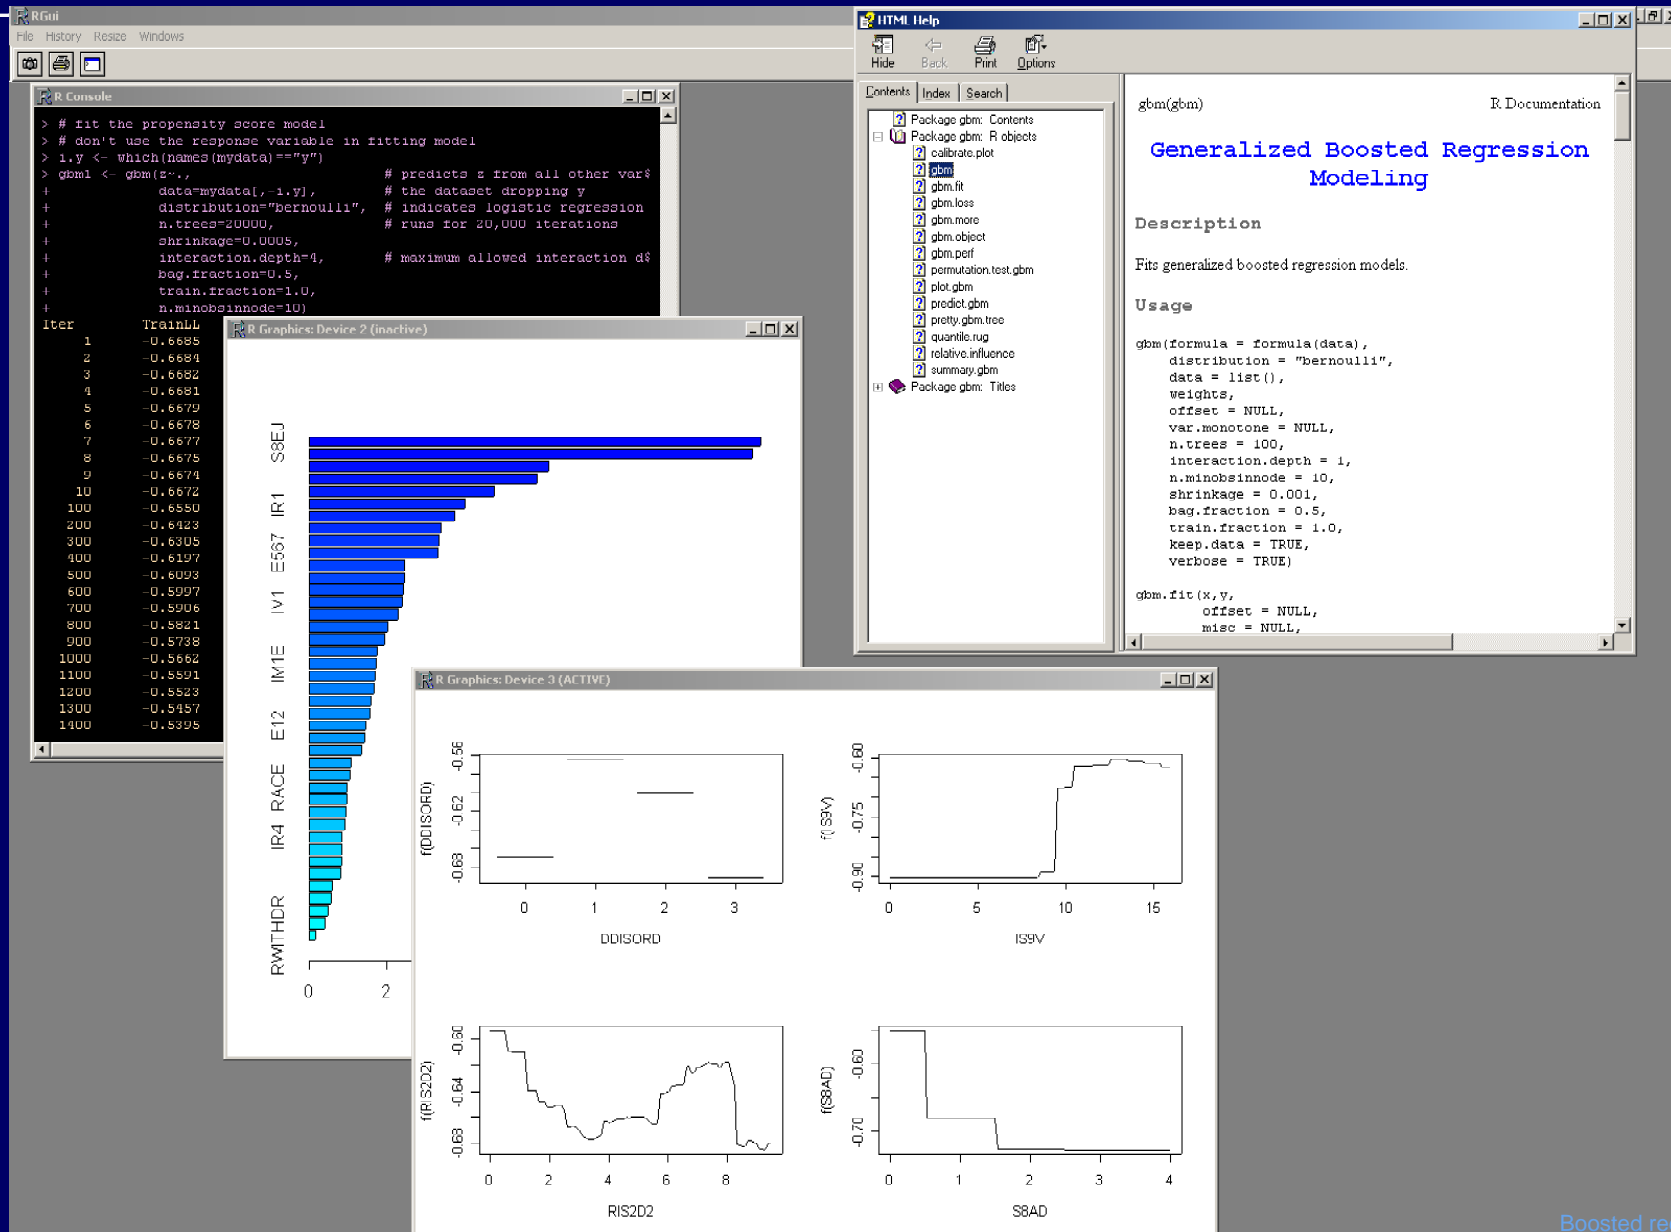 RGui
File History Resize Windows
R Console
> # fit the propensity score model
> # don't use the response variable in fitting model
> i.y <- which(names(mydata)=="y")
> gbm1 <- gbm(z~., # predicts z from all other var$
+ data=mydata[,-i.y], # the dataset dropping y
+ distribution="bernoulli", # indicates logistic regression
+ n.trees=20000, # runs for 20,000 iterations
+ shrinkage=0.0005,
+ interaction.depth=4, # maximum allowed interaction d$
+ bag.fraction=0.5,
+ train.fraction=1.0,
+ n.minobsinnode=10)
Iter TrainLL
1 -0.6685
2 -0.6684
3 -0.6682
4 -0.6681
5 -0.6679
6 -0.6678
7 -0.6677
8 -0.6675
9 -0.6674
10 -0.6672
100 -0.6550
200 -0.6423
300 -0.6305
400 -0.6197
500 -0.6093
600 -0.5997
700 -0.5906
800 -0.5821
900 -0.5738
1000 -0.5662
1100 -0.5591
1200 -0.5523
1300 -0.5457
1400 -0.5395
R Graphics: Device 2 (inactive)
S8EJ
IR1
E567
IV1
IM1E
E12
RACE
IR4
RWITHDR
0 2
HTML Help
Hide Back Print Options
Contents Index Search
Package gbm: Contents
Package gbm: R objects
calibrate.plot
gbm
gbm.fit
gbm.loss
gbm.more
gbm.object
gbm.perf
permutation.test.gbm
plot.gbm
predict.gbm
pretty.gbm.tree
quantile.rug
relative.influence
summary.gbm
Package gbm: Titles
gbm(gbm) R Documentation
Generalized Boosted Regression
Modeling
Description
Fits generalized boosted regression models.
Usage
gbm(formula = formula(data),
distribution = "bernoulli",
data = list(),
weights,
offset = NULL,
var.monotone = NULL,
n.trees = 100,
interaction.depth = 1,
n.minobsinnode = 10,
shrinkage = 0.001,
bag.fraction = 0.5,
train.fraction = 1.0,
keep.data = TRUE,
verbose = TRUE)
gbm.fit(x,y,
offset = NULL,
misc = NULL,
R Graphics: Device 3 (ACTIVE)
f(DDISORD)
-0.56
-0.62
-0.68
0 1 2 3
DDISORD
f(IS9V)
-0.60
-0.75
-0.90
0 5 10 15
IS9V
f(RIS2D2)
-0.60
-0.64
-0.68
0 2 4 6 8
RIS2D2
f(S8AD)
-0.60
-0.70
0 1 2 3 4
S8AD
Boosted re